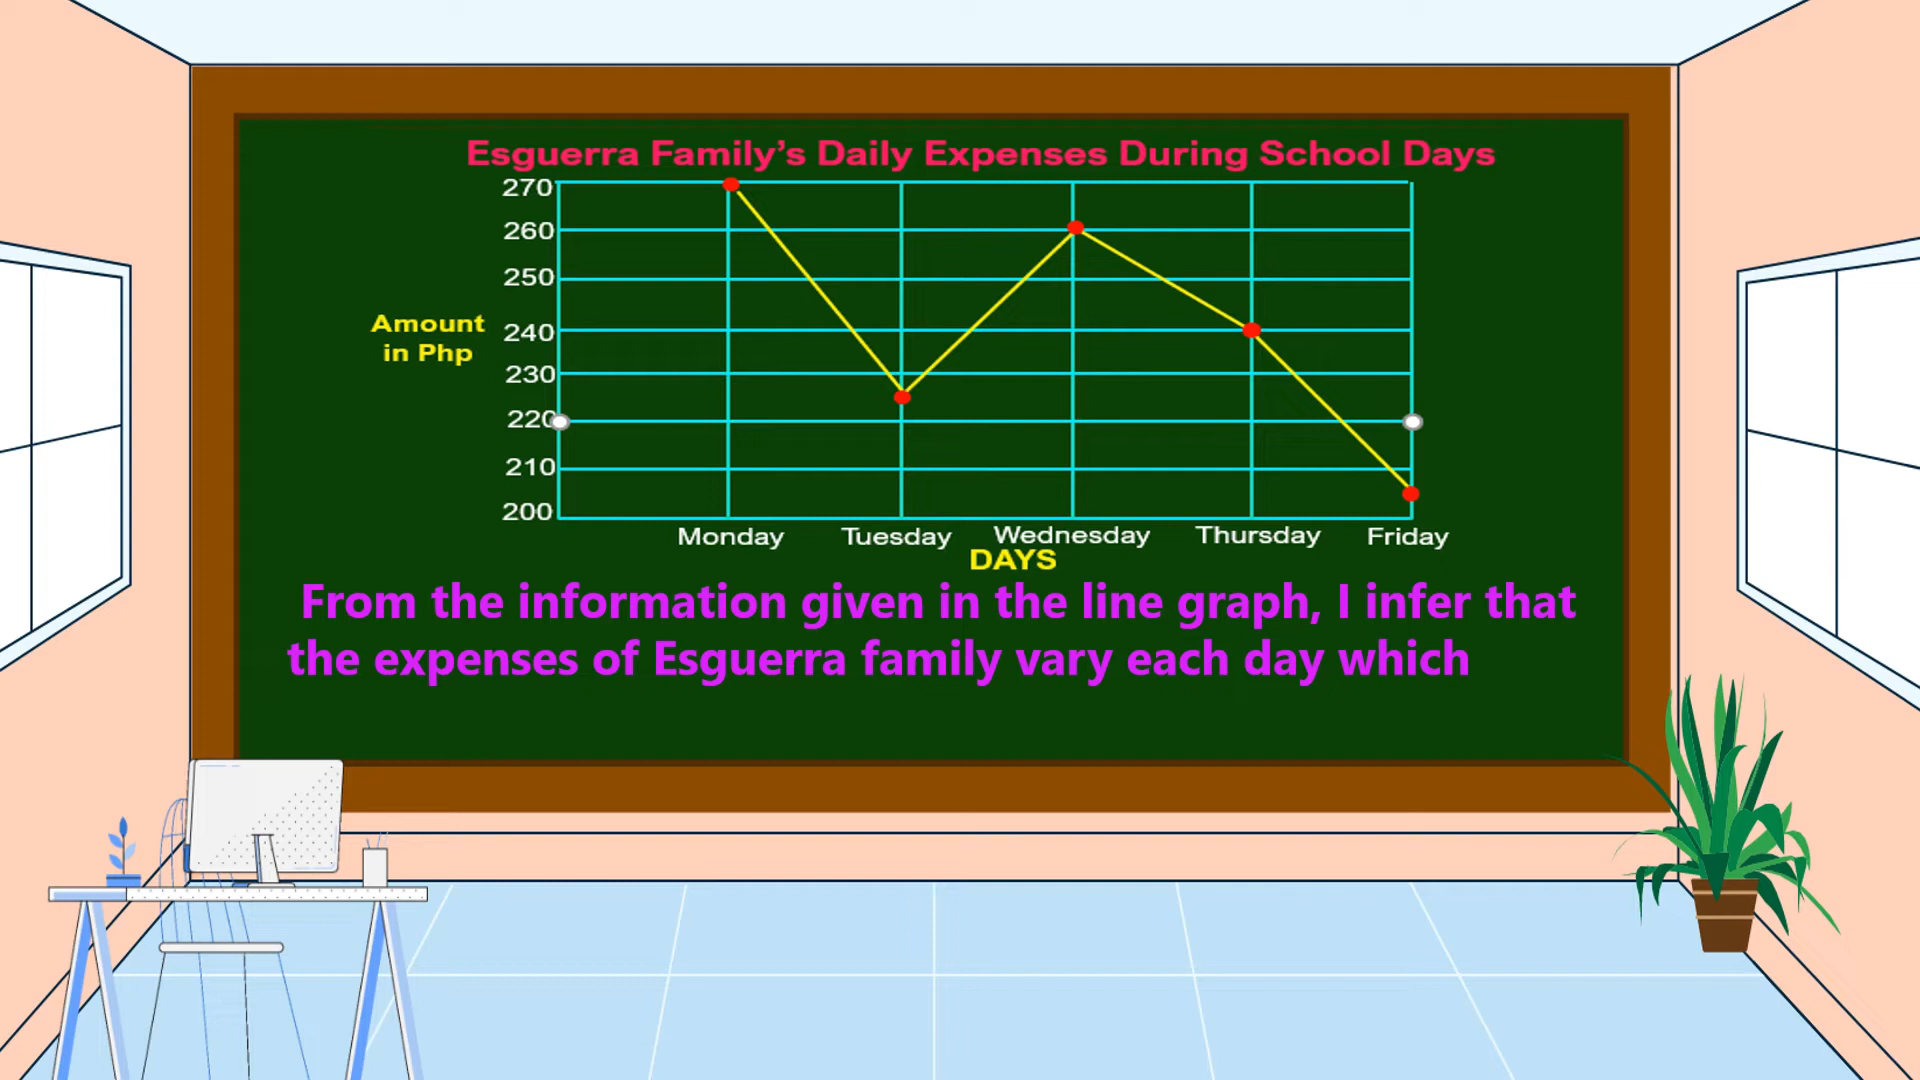 Esguerra Family's Daily Expenses During School Days
270
260
250
240
230
220
210
200
Amount
in Php
Monday Tuesday Wednesday Thursday Friday
DAYS
From the information given in the line graph, I infer that
the expenses of Esguerra family vary each day which